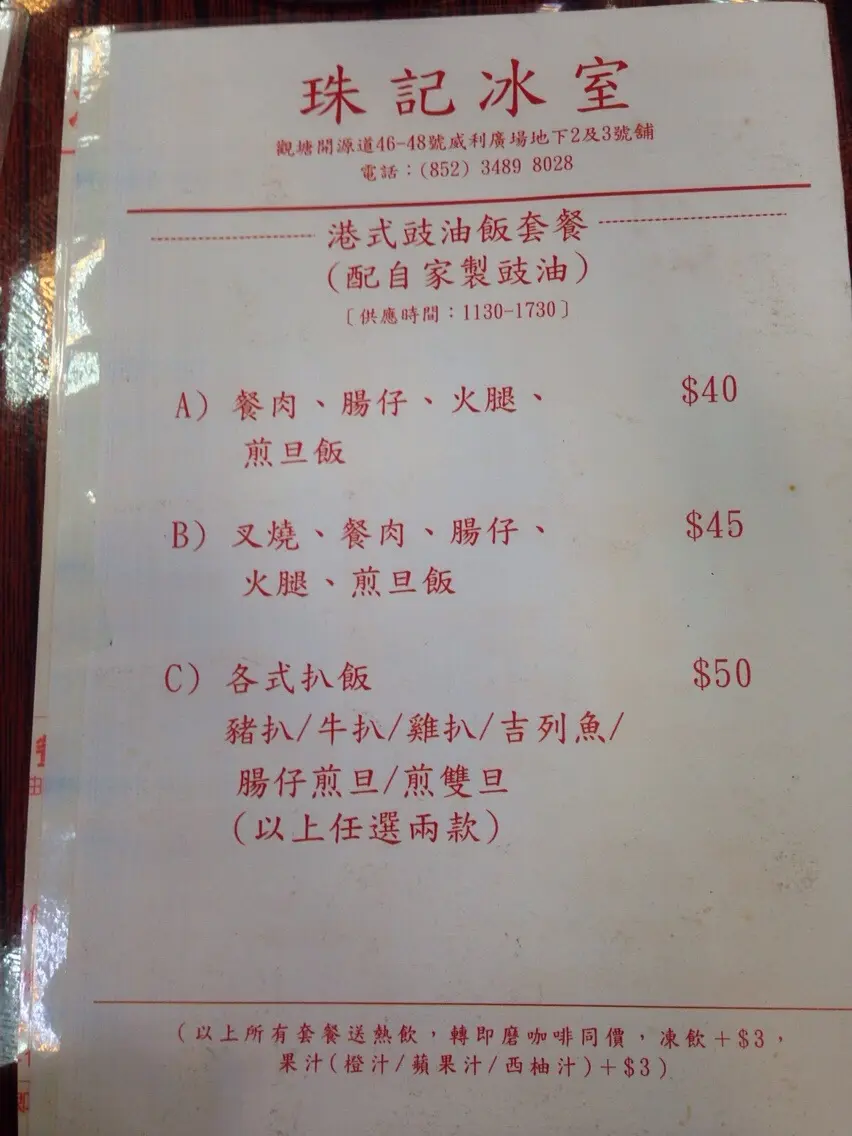 珠記冰室
觀塘開源道46-48號威利廣場地下2及3號舖
電話：(852) 3489 8028
港式豉油飯套餐
(配自家製豉油)
〔供應時間：1130-1730〕
A) 餐肉、腸仔、火腿、 $40
煎旦飯
B) 叉燒、餐肉、腸仔、 $45
火腿、煎旦飯
C) 各式扒飯 $50
豬扒/牛扒/雞扒/吉列魚/
腸仔煎旦/煎雙旦
(以上任選兩款)
(以上所有套餐送熱飲，轉即磨咖啡同價，凍飲＋$3，
果汁(橙汁/蘋果汁/西柚汁)＋$3)